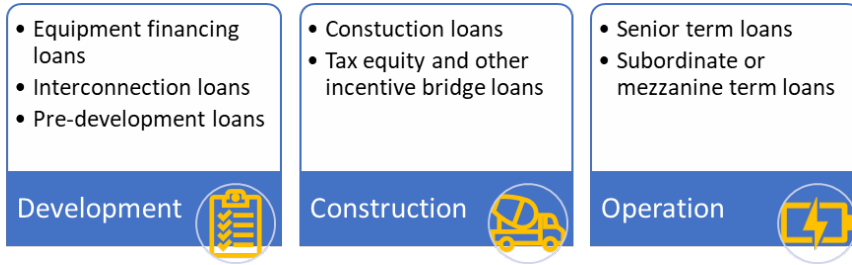 • Equipment financing
loans
• Interconnection loans
• Pre-development loans
Development
• Constuction loans
• Tax equity and other
incentive bridge loans
Construction
• Senior term loans
• Subordinate or
mezzanine term loans
Operation